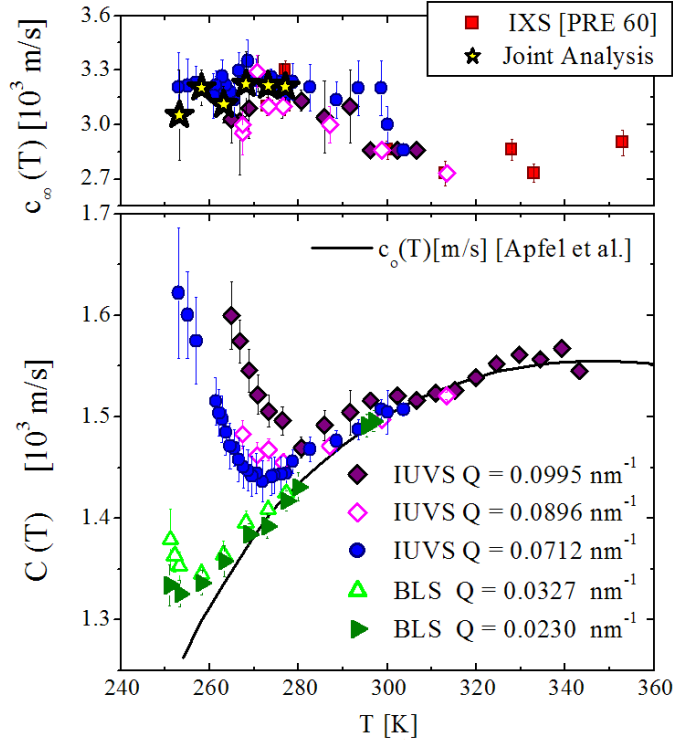 IXS [PRE 60]
Joint Analysis
c∞(T) [10³ m/s]
3.6
3.3
3.0
2.7
1.7
1.6
1.5
1.4
1.3
C (T) [10³ m/s]
c₀(T)[m/s] [Apfel et al.]
IUVS Q = 0.0995 nm⁻¹
IUVS Q = 0.0896 nm⁻¹
IUVS Q = 0.0712 nm⁻¹
BLS Q = 0.0327 nm⁻¹
BLS Q = 0.0230 nm⁻¹
240 260 280 300 320 340 360
T [K]